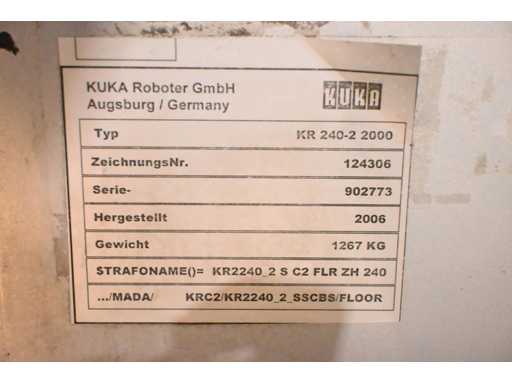 KUKA Roboter GmbH
Augsburg / Germany
KUKA
Typ KR 240-2 2000
ZeichnungsNr. 124306
Serie- 902773
Hergestellt 2006
Gewicht 1267 KG
$TRAFONAME()= KR2240_2 S C2 FLR ZH 240
.../MADA/ KRC2/KR2240_2_SSCBS/FLOOR